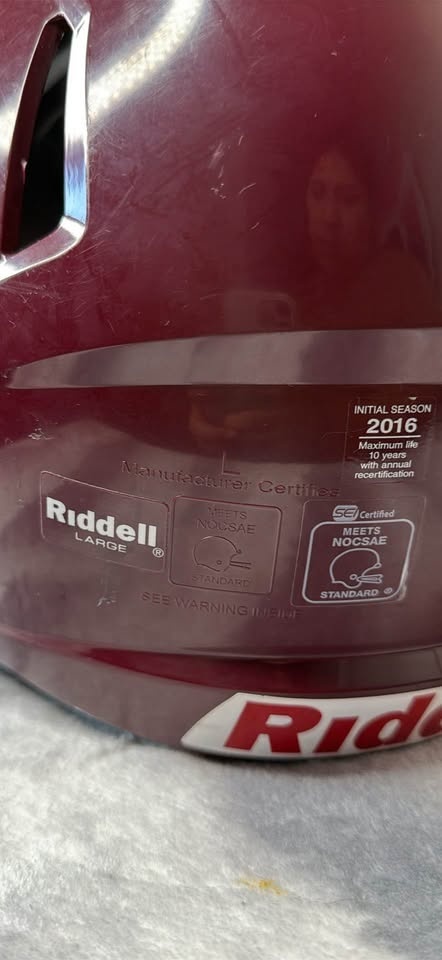 INITIAL SEASON
2016
Maximum life
10 years
with annual
recertification
L
Manufacturer Certifies
Riddell
LARGE
®
MEETS
NOCSAE
STANDARD
SEI Certified
MEETS
NOCSAE
STANDARD ®
SEE WARNING INSIDE